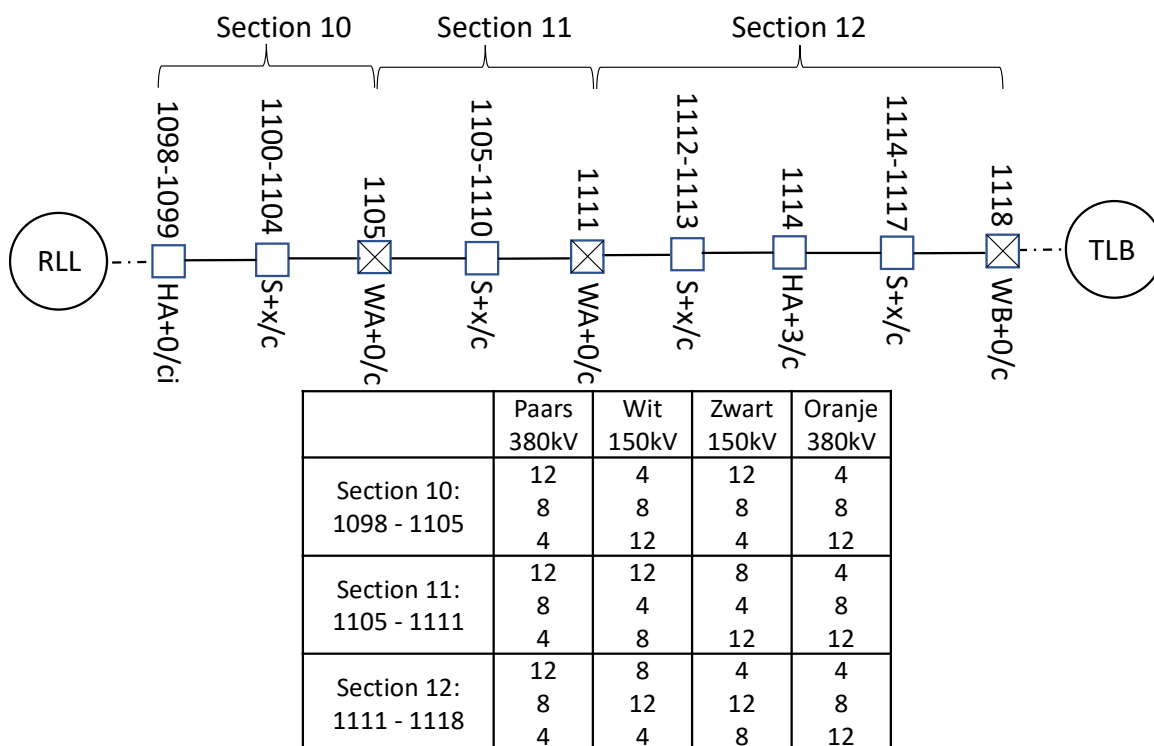 Section 10
Section 11
Section 12
1098-1099
1100-1104
1105
1105-1110
1111
1112-1113
1114
1114-1117
1118
RLL
TLB
HA+0/ci
S+x/c
WA+0/c
S+x/c
WA+0/c
S+x/c
HA+3/c
S+x/c
WB+0/c
Paars Wit Zwart Oranje
380kV 150kV 150kV 380kV
12 4 12 4
Section 10:
8 8 8 8
1098 - 1105
4 12 4 12
12 12 8 4
Section 11:
8 4 4 8
1105 - 1111
4 8 12 12
12 8 4 4
Section 12:
8 12 12 8
1111 - 1118
4 4 8 12